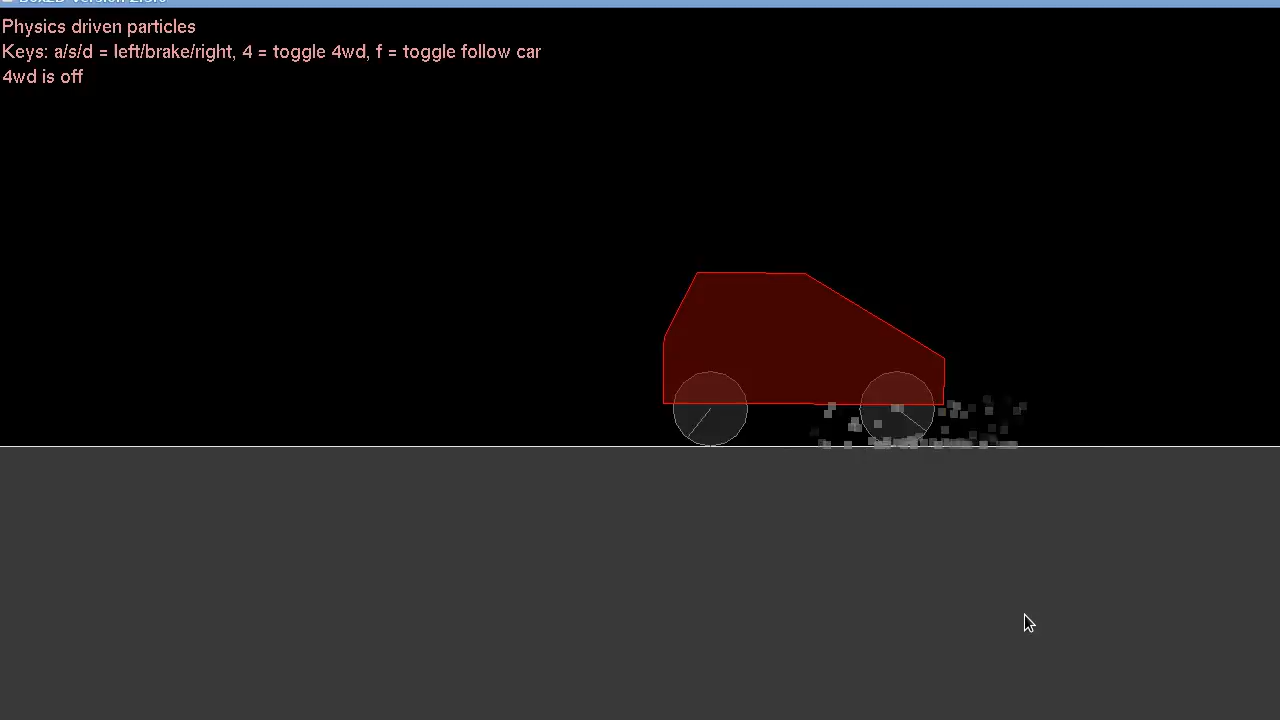 Physics driven particles
Keys: a/s/d = left/brake/right, 4 = toggle 4wd, f = toggle follow car
4wd is off